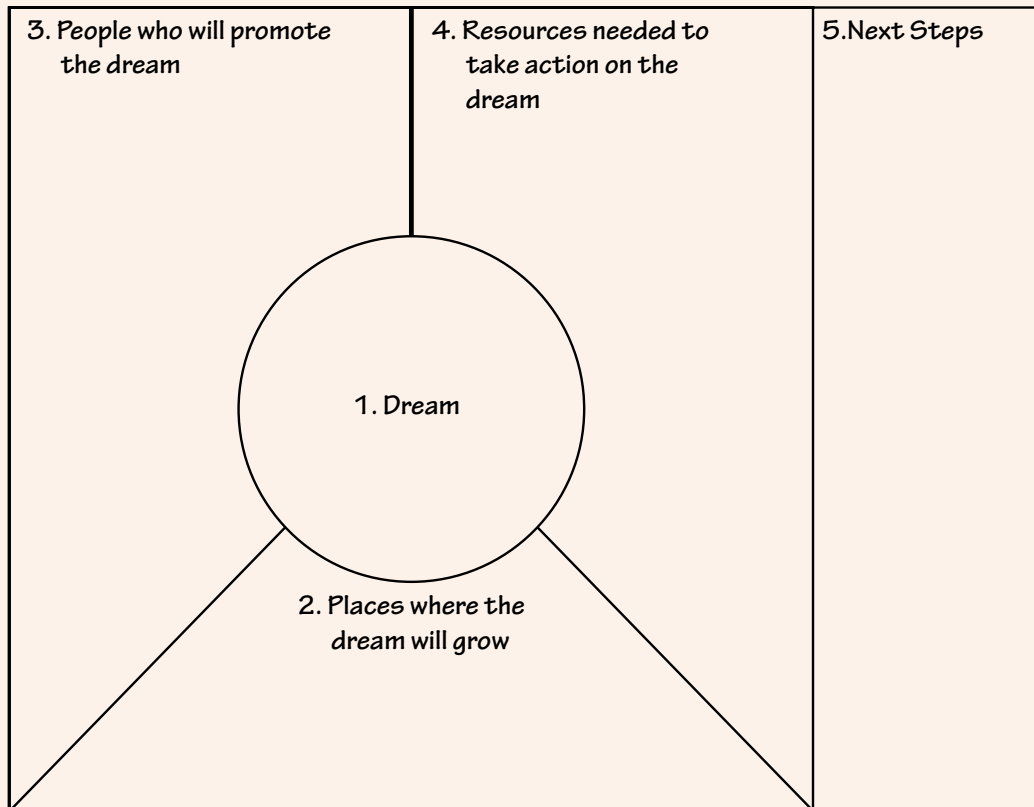 3. People who will promote
the dream
4. Resources needed to
take action on the
dream
5.Next Steps
1. Dream
2. Places where the
dream will grow